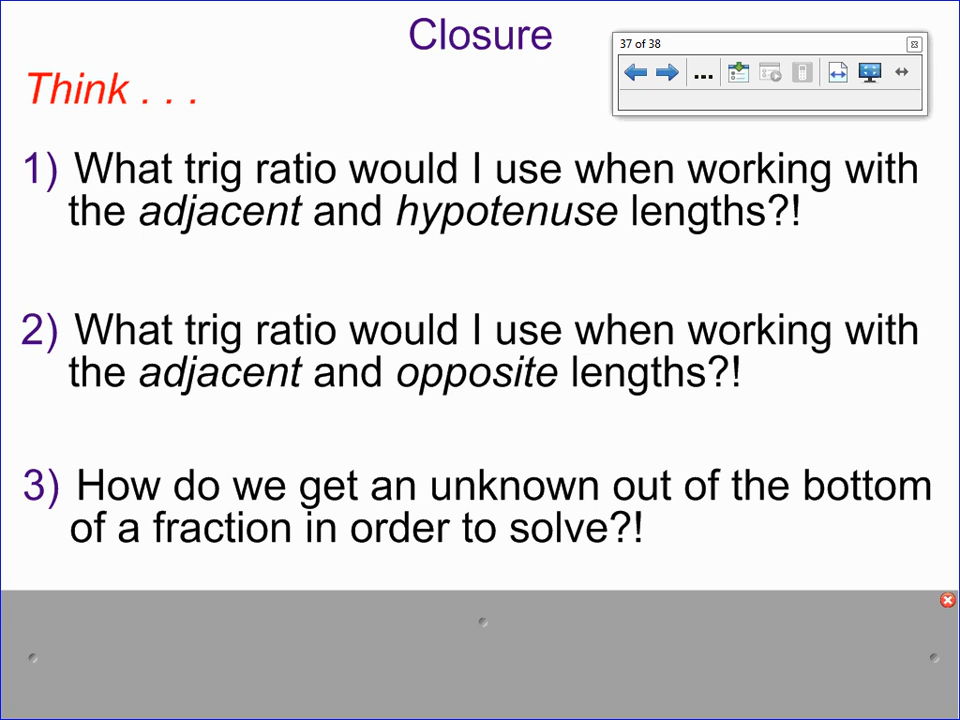 Closure
37 of 38
Think . . .
1) What trig ratio would I use when working with
the adjacent and hypotenuse lengths?!
2) What trig ratio would I use when working with
the adjacent and opposite lengths?!
3) How do we get an unknown out of the bottom
of a fraction in order to solve?!